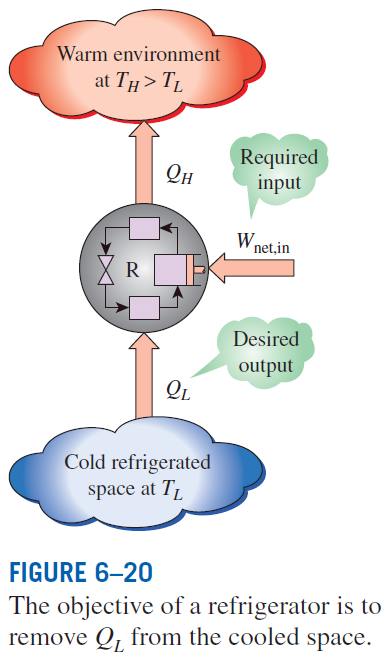 Warm environment
at T_H > T_L
Q_H
Required
input
W_net,in
R
Desired
output
Q_L
Cold refrigerated
space at T_L
FIGURE 6–20
The objective of a refrigerator is to
remove Q_L from the cooled space.